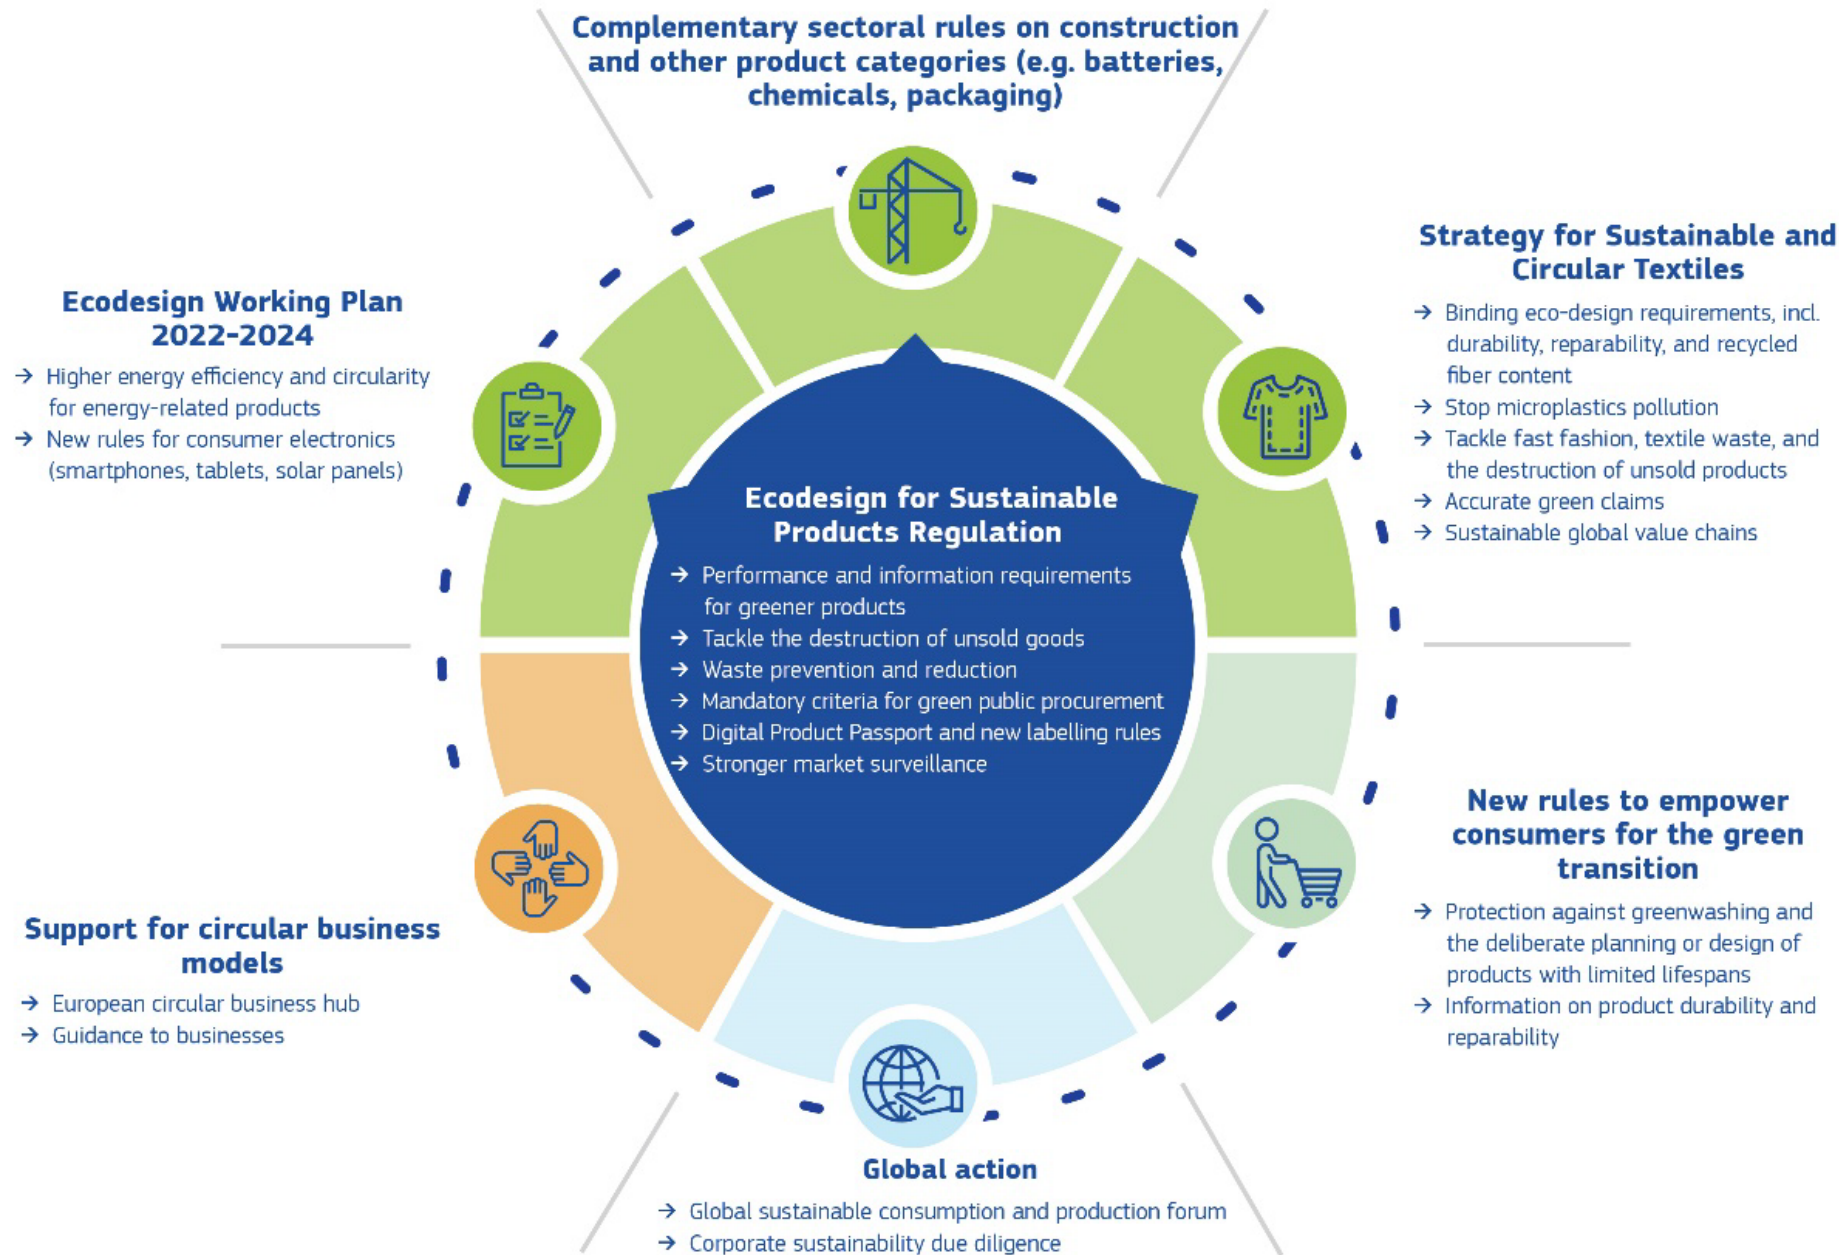 Complementary sectoral rules on construction
and other product categories (e.g. batteries,
chemicals, packaging)
Ecodesign Working Plan
2022-2024
→ Higher energy efficiency and circularity
for energy-related products
→ New rules for consumer electronics
(smartphones, tablets, solar panels)
Strategy for Sustainable and
Circular Textiles
→ Binding eco-design requirements, incl.
durability, reparability, and recycled
fiber content
→ Stop microplastics pollution
→ Tackle fast fashion, textile waste, and
the destruction of unsold products
→ Accurate green claims
→ Sustainable global value chains
Ecodesign for Sustainable
Products Regulation
→ Performance and information requirements
for greener products
→ Tackle the destruction of unsold goods
→ Waste prevention and reduction
→ Mandatory criteria for green public procurement
→ Digital Product Passport and new labelling rules
→ Stronger market surveillance
New rules to empower
consumers for the green
transition
→ Protection against greenwashing and
the deliberate planning or design of
products with limited lifespans
→ Information on product durability and
reparability
Support for circular business
models
→ European circular business hub
→ Guidance to businesses
Global action
→ Global sustainable consumption and production forum
→ Corporate sustainability due diligence